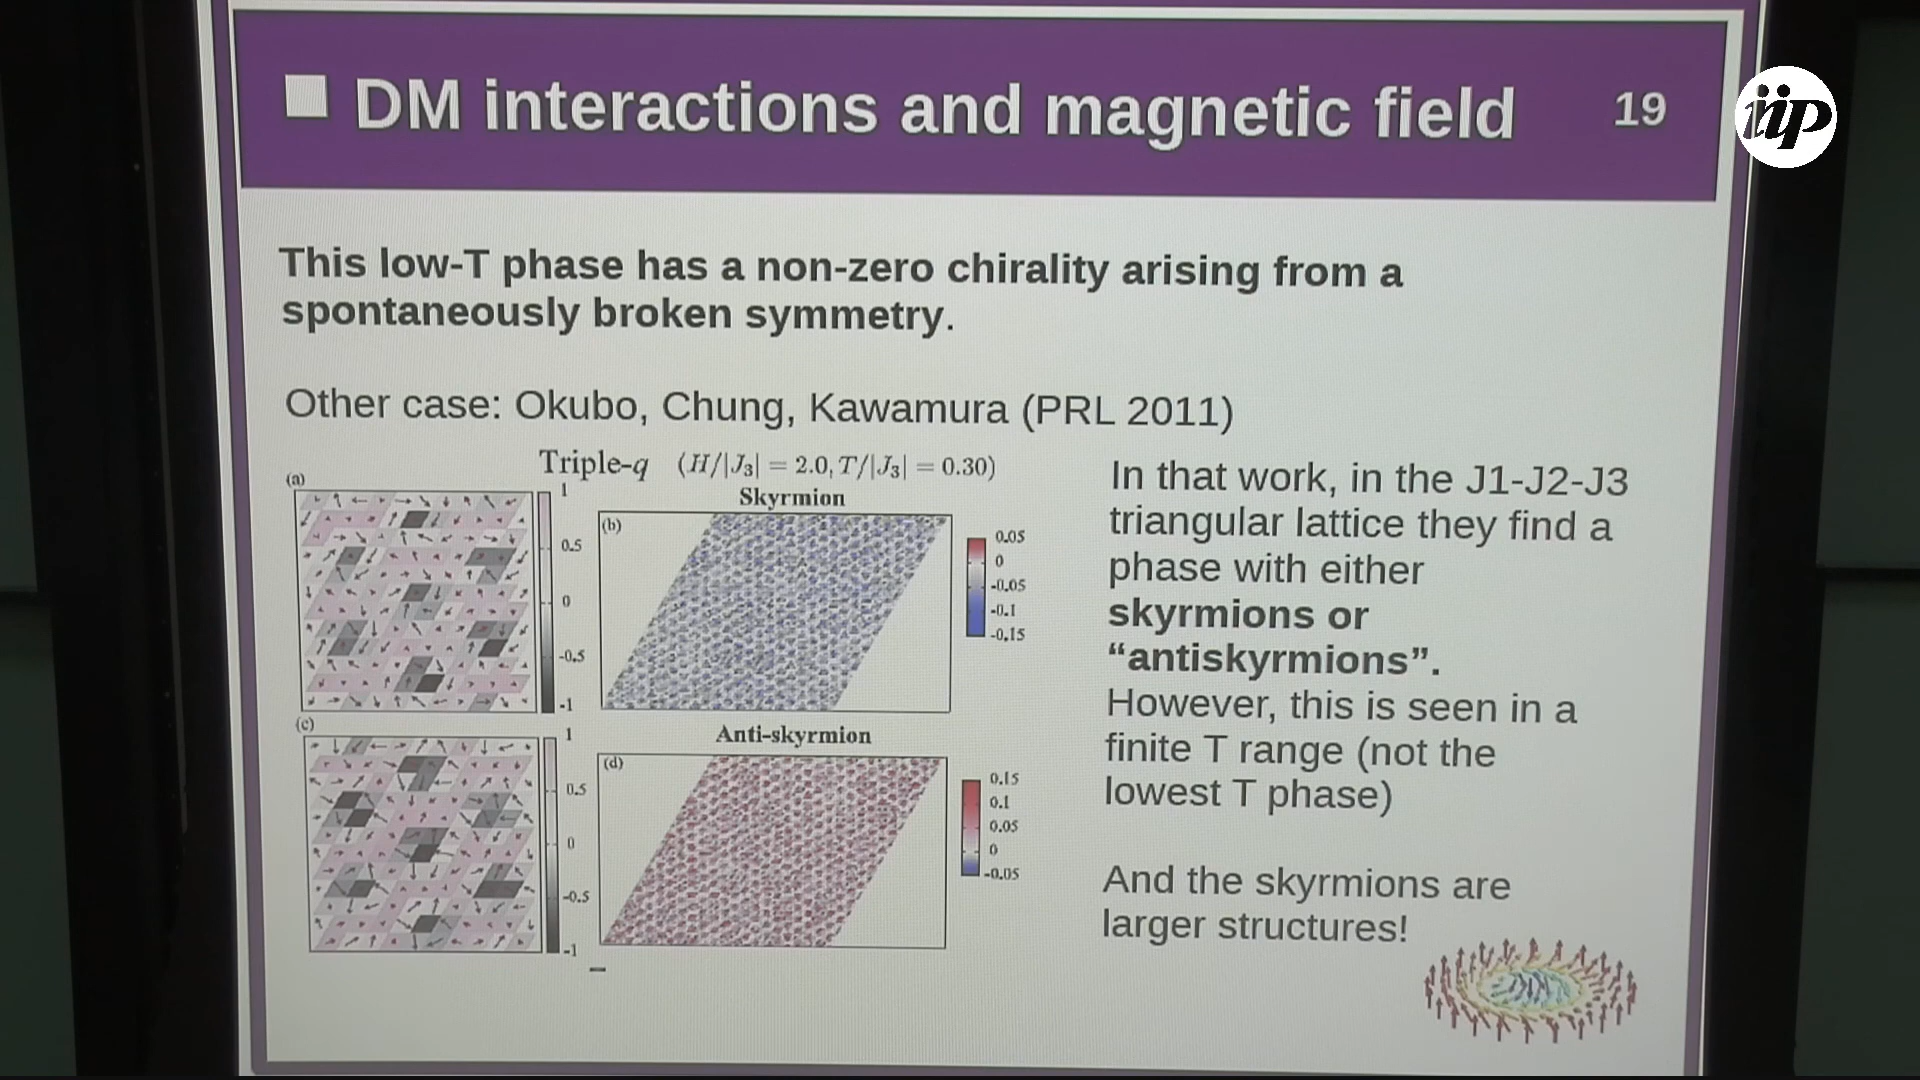 DM interactions and magnetic field
19
iip
This low-T phase has a non-zero chirality arising from a
spontaneously broken symmetry.
Other case: Okubo, Chung, Kawamura (PRL 2011)
Triple-q (H/|J₃| = 2.0, T/|J₃| = 0.30)
(a)
1
0.5
0
-0.5
-1
Skyrmion
(b)
0.05
0
-0.05
-0.1
-0.15
(c)
1
0.5
0
-0.5
-1
Anti-skyrmion
(d)
0.15
0.1
0.05
0
-0.05
In that work, in the J1-J2-J3
triangular lattice they find a
phase with either
skyrmions or
“antiskyrmions”.
However, this is seen in a
finite T range (not the
lowest T phase)
And the skyrmions are
larger structures!